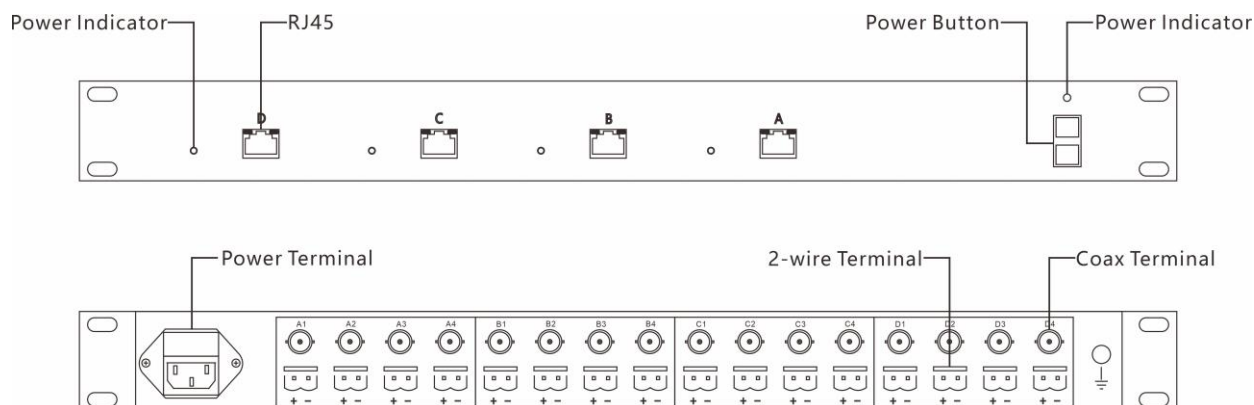 Power Indicator RJ45 Power Button Power Indicator
D C B A
Power Terminal 2-wire Terminal Coax Terminal
A1 A2 A3 A4 B1 B2 B3 B4 C1 C2 C3 C4 D1 D2 D3 D4
+ - + - + - + - + - + - + - + - + - + - + - + - + - + - + - + -